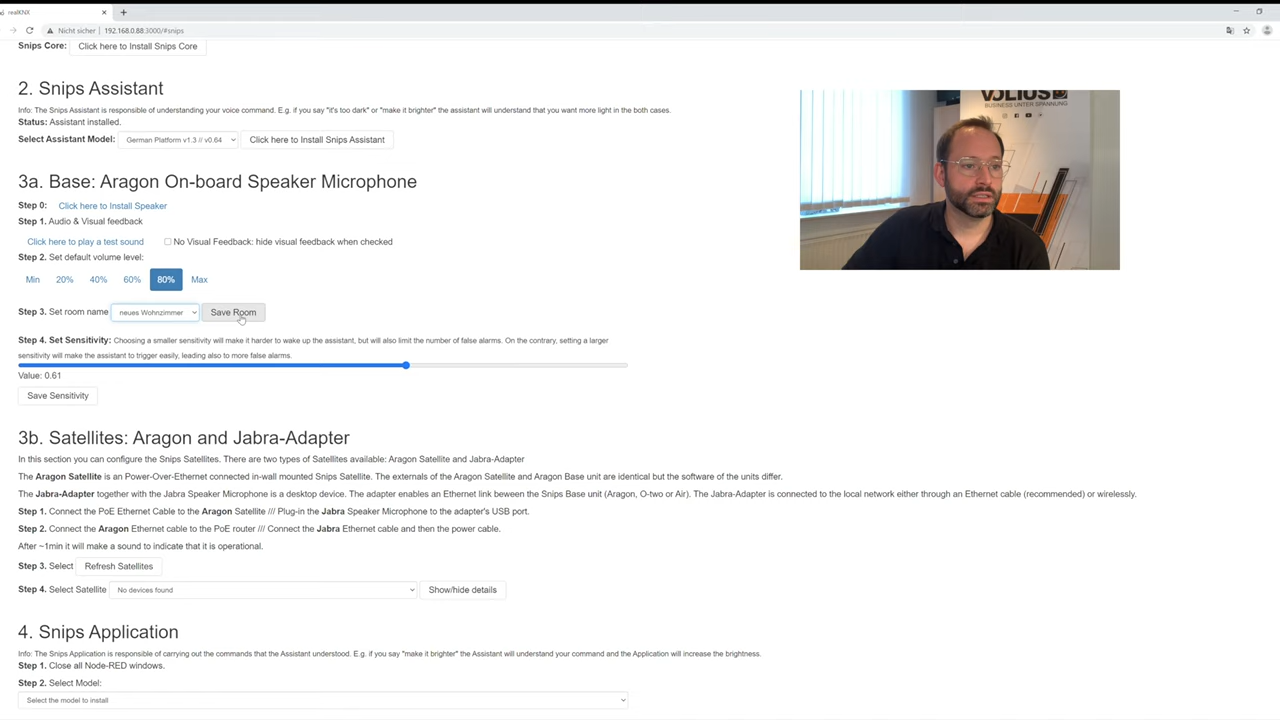 realKNX
Nicht sicher | 192.168.0.88:3000/#snips
Snips Core: Click here to Install Snips Core
2. Snips Assistant
Info: The Snips Assistant is responsible of understanding your voice command. E.g. if you say "it's too dark" or "make it brighter" the assistant will understand that you want more light in the both cases.
Status: Assistant installed.
Select Assistant Model: German Platform v1.3 // v0.64 Click here to Install Snips Assistant
VOLTUS
BUSINESS UNTER SPANNUNG
3a. Base: Aragon On-board Speaker Microphone
Step 0: Click here to Install Speaker
Step 1. Audio & Visual feedback
Click here to play a test sound No Visual Feedback: hide visual feedback when checked
Step 2. Set default volume level:
Min 20% 40% 60% 80% Max
Step 3. Set room name neues Wohnzimmer Save Room
Step 4. Set Sensitivity: Choosing a smaller sensitivity will make it harder to wake up the assistant, but will also limit the number of false alarms. On the contrary, setting a larger
sensitivity will make the assistant to trigger easily, leading also to more false alarms.
Value: 0.61
Save Sensitivity
3b. Satellites: Aragon and Jabra-Adapter
In this section you can configure the Snips Satellites. There are two types of Satellites available: Aragon Satellite and Jabra-Adapter
The Aragon Satellite is an Power-Over-Ethernet connected in-wall mounted Snips Satellite. The externals of the Aragon Satellite and Aragon Base unit are identical but the software of the units differ.
The Jabra-Adapter together with the Jabra Speaker Microphone is a desktop device. The adapter enables an Ethernet link beween the Snips Base unit (Aragon, O-two or Air). The Jabra-Adapter is connected to the local network either through an Ethernet cable (recommended) or wirelessly.
Step 1. Connect the PoE Ethernet Cable to the Aragon Satellite /// Plug-in the Jabra Speaker Microphone to the adapter's USB port.
Step 2. Connect the Aragon Ethernet cable to the PoE router /// Connect the Jabra Ethernet cable and then the power cable.
After ~1min it will make a sound to indicate that it is operational.
Step 3. Select Refresh Satellites
Step 4. Select Satellite No devices found Show/hide details
4. Snips Application
Info: The Snips Application is responsible of carrying out the commands that the Assistant understood. E.g. if you say "make it brighter" the Assistant will understand your command and the Application will increase the brightness.
Step 1. Close all Node-RED windows.
Step 2. Select Model:
Select the model to install